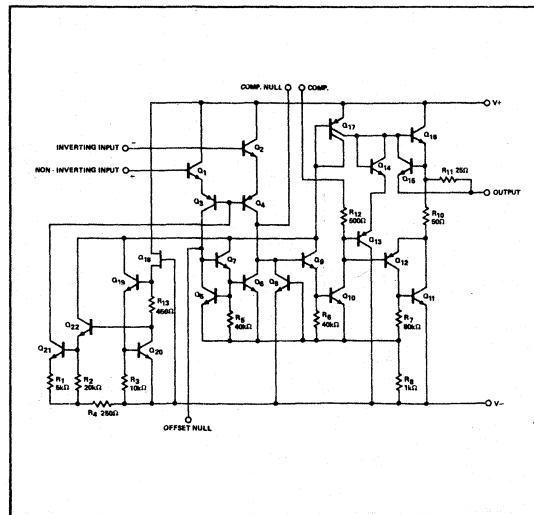 COMP. NULL
COMP.
V+
Q17
Q16
INVERTING INPUT
−
Q2
Q14
Q15
NON - INVERTING INPUT
+
Q1
R11 25Ω
OUTPUT
Q3
Q4
R12
500Ω
R10
50Ω
Q13
Q18
Q7
Q9
Q12
Q19
Q5
Q6
Q8
Q10
Q11
R13
450Ω
Q22
R5
40kΩ
R6
40kΩ
R7
80kΩ
Q21
Q20
R1
5kΩ
R2
20kΩ
R3
10kΩ
R8
1kΩ
R4 250Ω
V−
OFFSET NULL